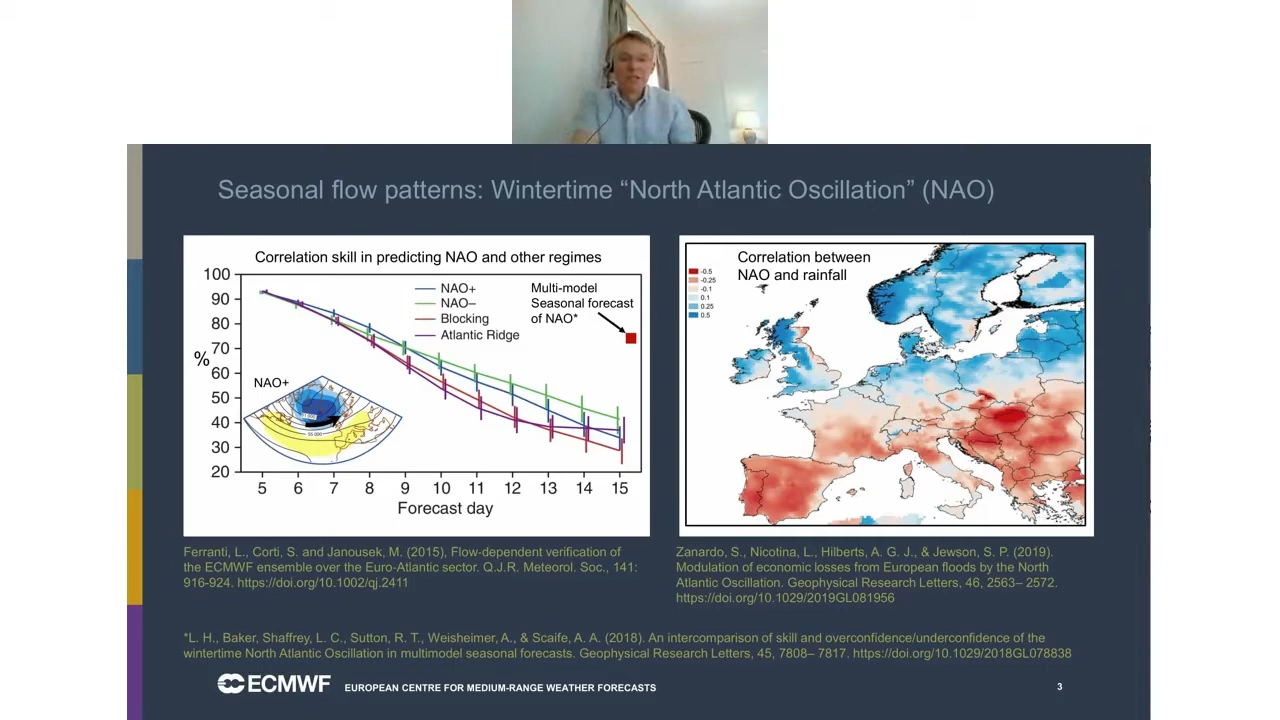 Seasonal flow patterns: Wintertime “North Atlantic Oscillation” (NAO)
Correlation skill in predicting NAO and other regimes
100
90
80
70
60
50
40
30
20
%
NAO+
NAO–
Blocking
Atlantic Ridge
Multi-model
Seasonal forecast
of NAO*
NAO+
5 6 7 8 9 10 11 12 13 14 15
Forecast day
Correlation between
NAO and rainfall
-0.5
-0.25
-0.1
0.1
0.25
0.5
Ferranti, L., Corti, S. and Janousek, M. (2015), Flow-dependent verification of
the ECMWF ensemble over the Euro-Atlantic sector. Q.J.R. Meteorol. Soc., 141:
916-924. https://doi.org/10.1002/qj.2411
Zanardo, S., Nicotina, L., Hilberts, A. G. J., & Jewson, S. P. (2019).
Modulation of economic losses from European floods by the North
Atlantic Oscillation. Geophysical Research Letters, 46, 2563– 2572.
https://doi.org/10.1029/2019GL081956
*L. H., Baker, Shaffrey, L. C., Sutton, R. T., Weisheimer, A., & Scaife, A. A. (2018). An intercomparison of skill and overconfidence/underconfidence of the
wintertime North Atlantic Oscillation in multimodel seasonal forecasts. Geophysical Research Letters, 45, 7808– 7817. https://doi.org/10.1029/2018GL078838
ECMWF EUROPEAN CENTRE FOR MEDIUM-RANGE WEATHER FORECASTS
3